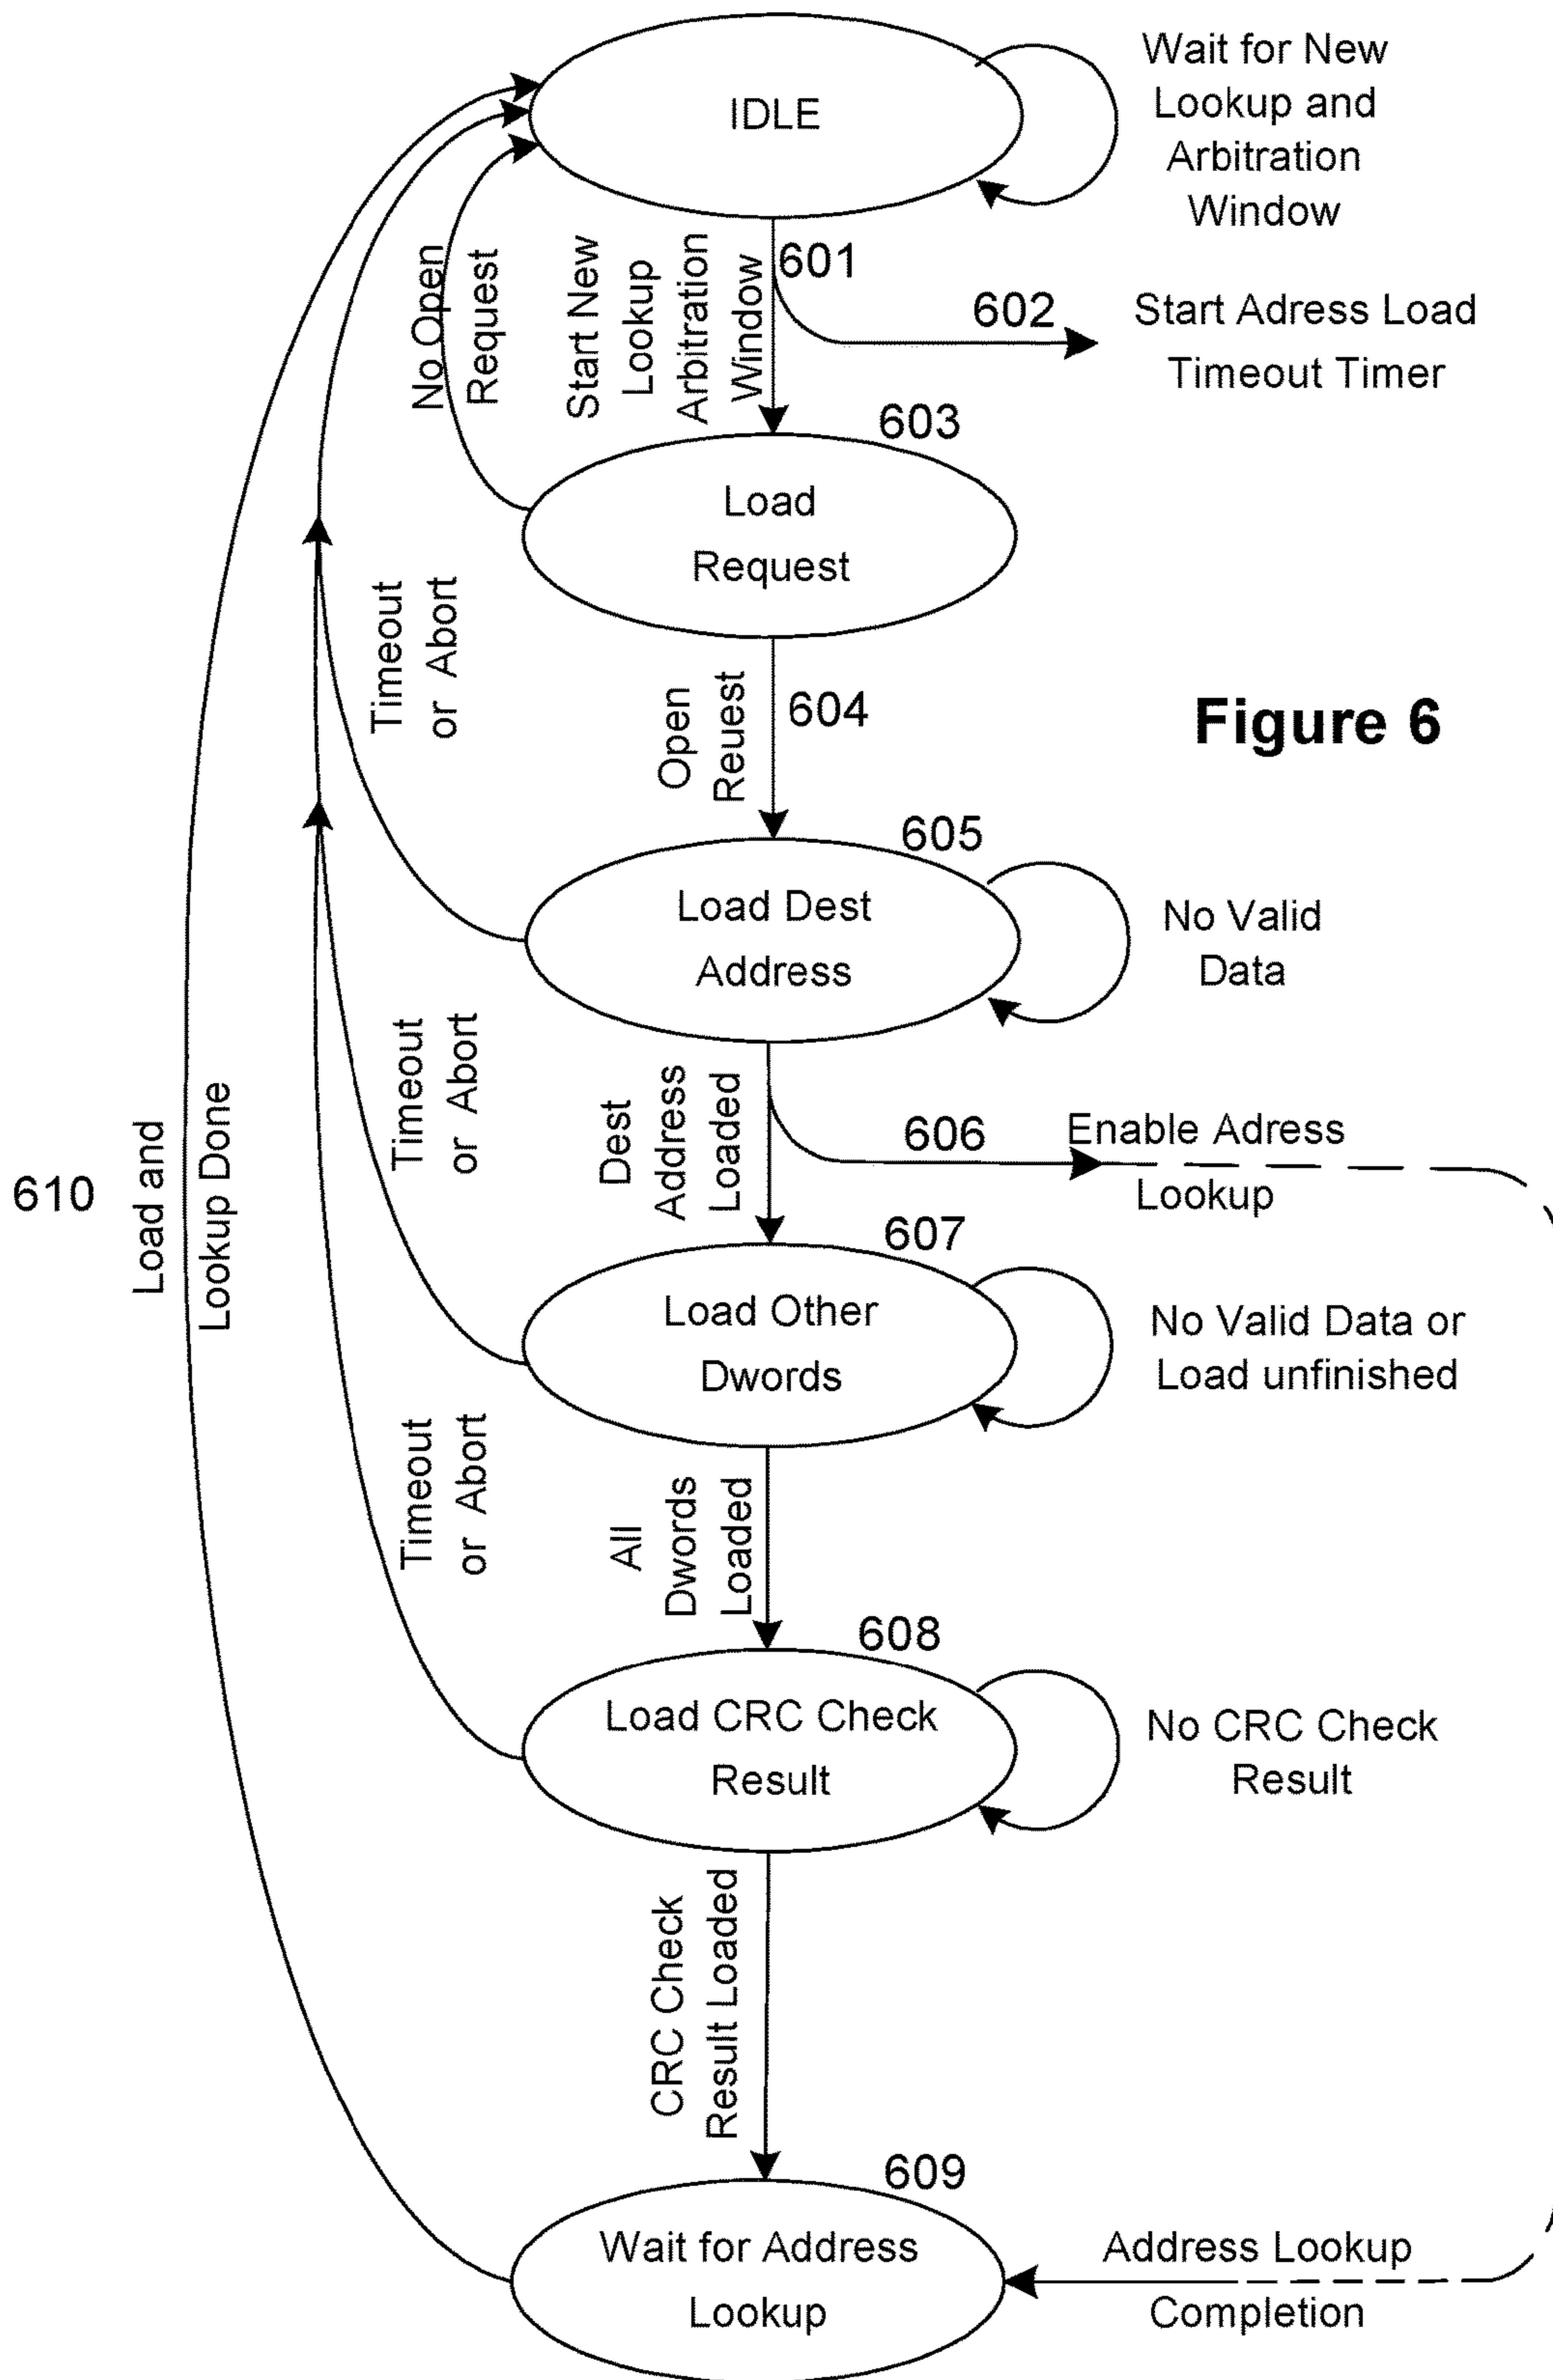 IDLE
Wait for New
Lookup and
Arbitration
Window
No Open
Request
Start New
Lookup
Arbitration
Window
601
602
Start Adress Load
Timeout Timer
603
Load
Request
Timeout
or Abort
Open
Reuest
604
Figure 6
605
Load Dest
Address
No Valid
Data
Timeout
or Abort
Dest
Address
Loaded
606
Enable Adress
Lookup
610
Load and
Lookup Done
607
Load Other
Dwords
No Valid Data or
Load unfinished
Timeout
or Abort
All
Dwords
Loaded
608
Load CRC Check
Result
No CRC Check
Result
CRC Check
Result Loaded
609
Wait for Address
Lookup
Address Lookup
Completion